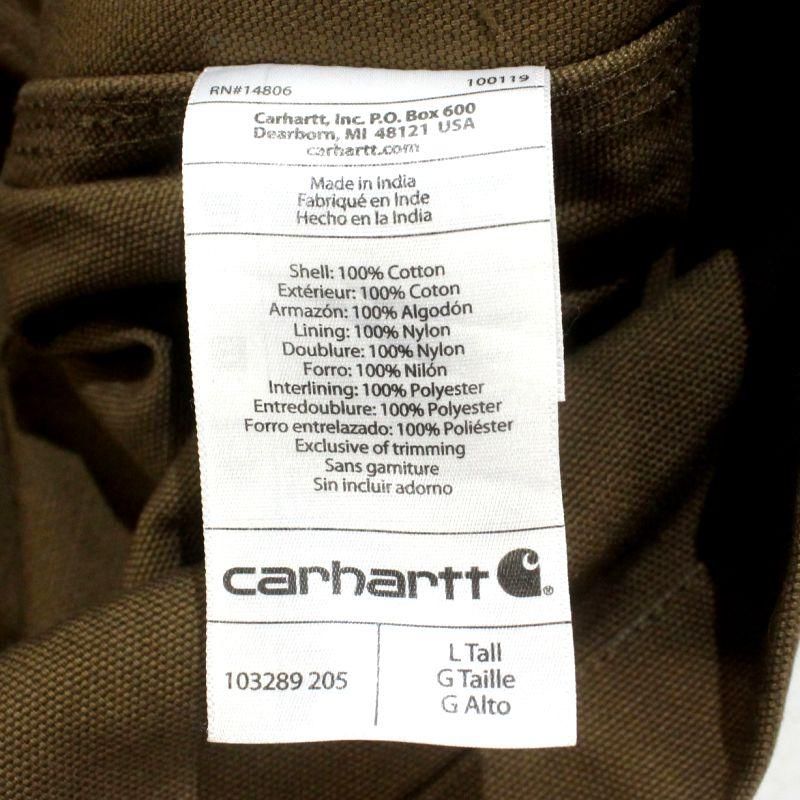 RN#14806 100119
Carhartt, Inc. P.O. Box 600
Dearborn, MI 48121 USA
carhartt.com
Made in India
Fabriqué en Inde
Hecho en la India
Shell: 100% Cotton
Extérieur: 100% Coton
Armazón: 100% Algodón
Lining: 100% Nylon
Doublure: 100% Nylon
Forro: 100% Nilón
Interlining: 100% Polyester
Entredoublure: 100% Polyester
Forro entrelazado: 100% Poliéster
Exclusive of trimming
Sans garniture
Sin incluir adorno
carhartt ®
103289 205
L Tall
G Taille
G Alto